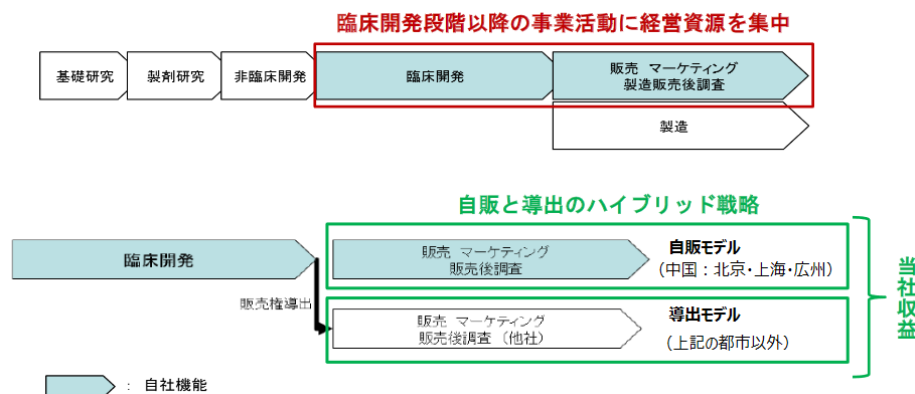 臨床開発段階以降の事業活動に経営資源を集中
基礎研究
製剤研究
非臨床開発
臨床開発
販売 マーケティング
製造販売後調査
製造
自販と導出のハイブリッド戦略
臨床開発
販売 マーケティング
販売後調査
自販モデル
（中国：北京・上海・広州）
販売権導出
販売 マーケティング
販売後調査（他社）
導出モデル
（上記の都市以外）
当社収益
： 自社機能